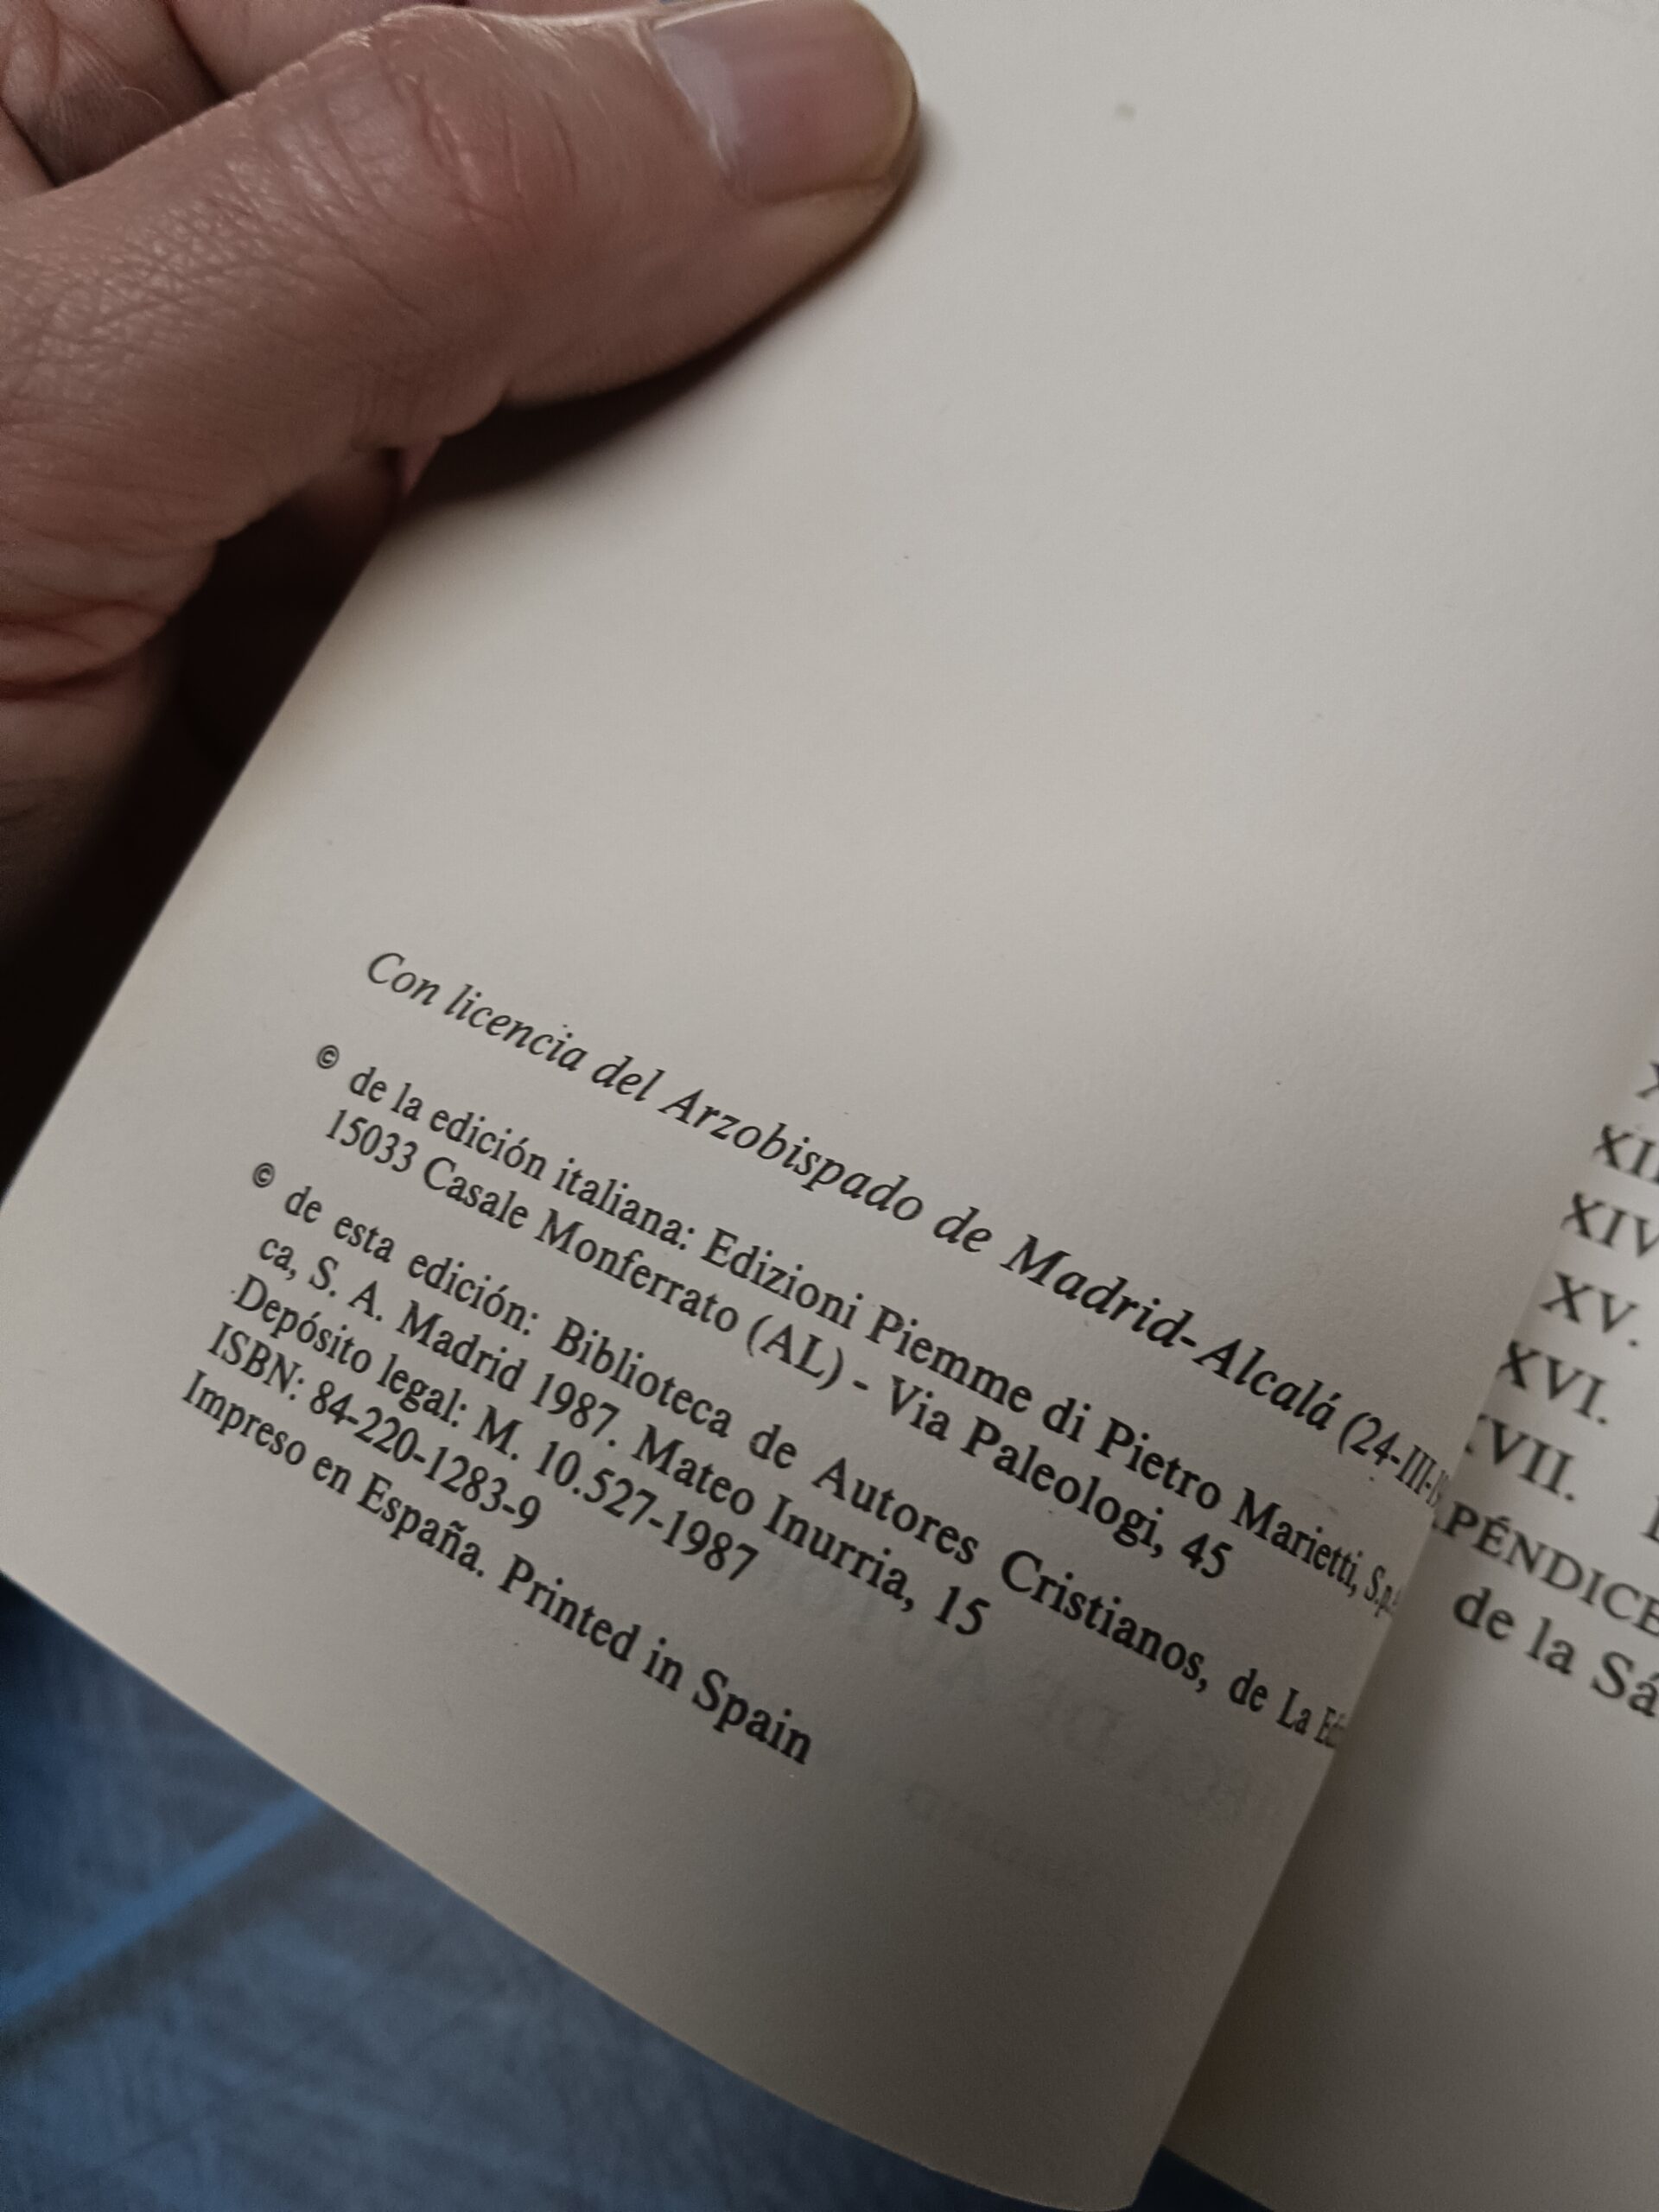 Con licencia del Arzobispado de Madrid-Alcalá (24-III-
© de la edición italiana: Edizioni Piemme di Pietro Marietti, S.p.
15033 Casale Monferrato (AL) - Via Paleologi, 45
© de esta edición: Biblioteca de Autores Cristianos, de La
ca, S. A. Madrid 1987. Mateo Inurria, 15
Depósito legal: M. 10.527-1987
ISBN: 84-220-1283-9
Impreso en España. Printed in Spain
XIV
XV.
XVI.
VII.
PÉNDICE
de la Sá